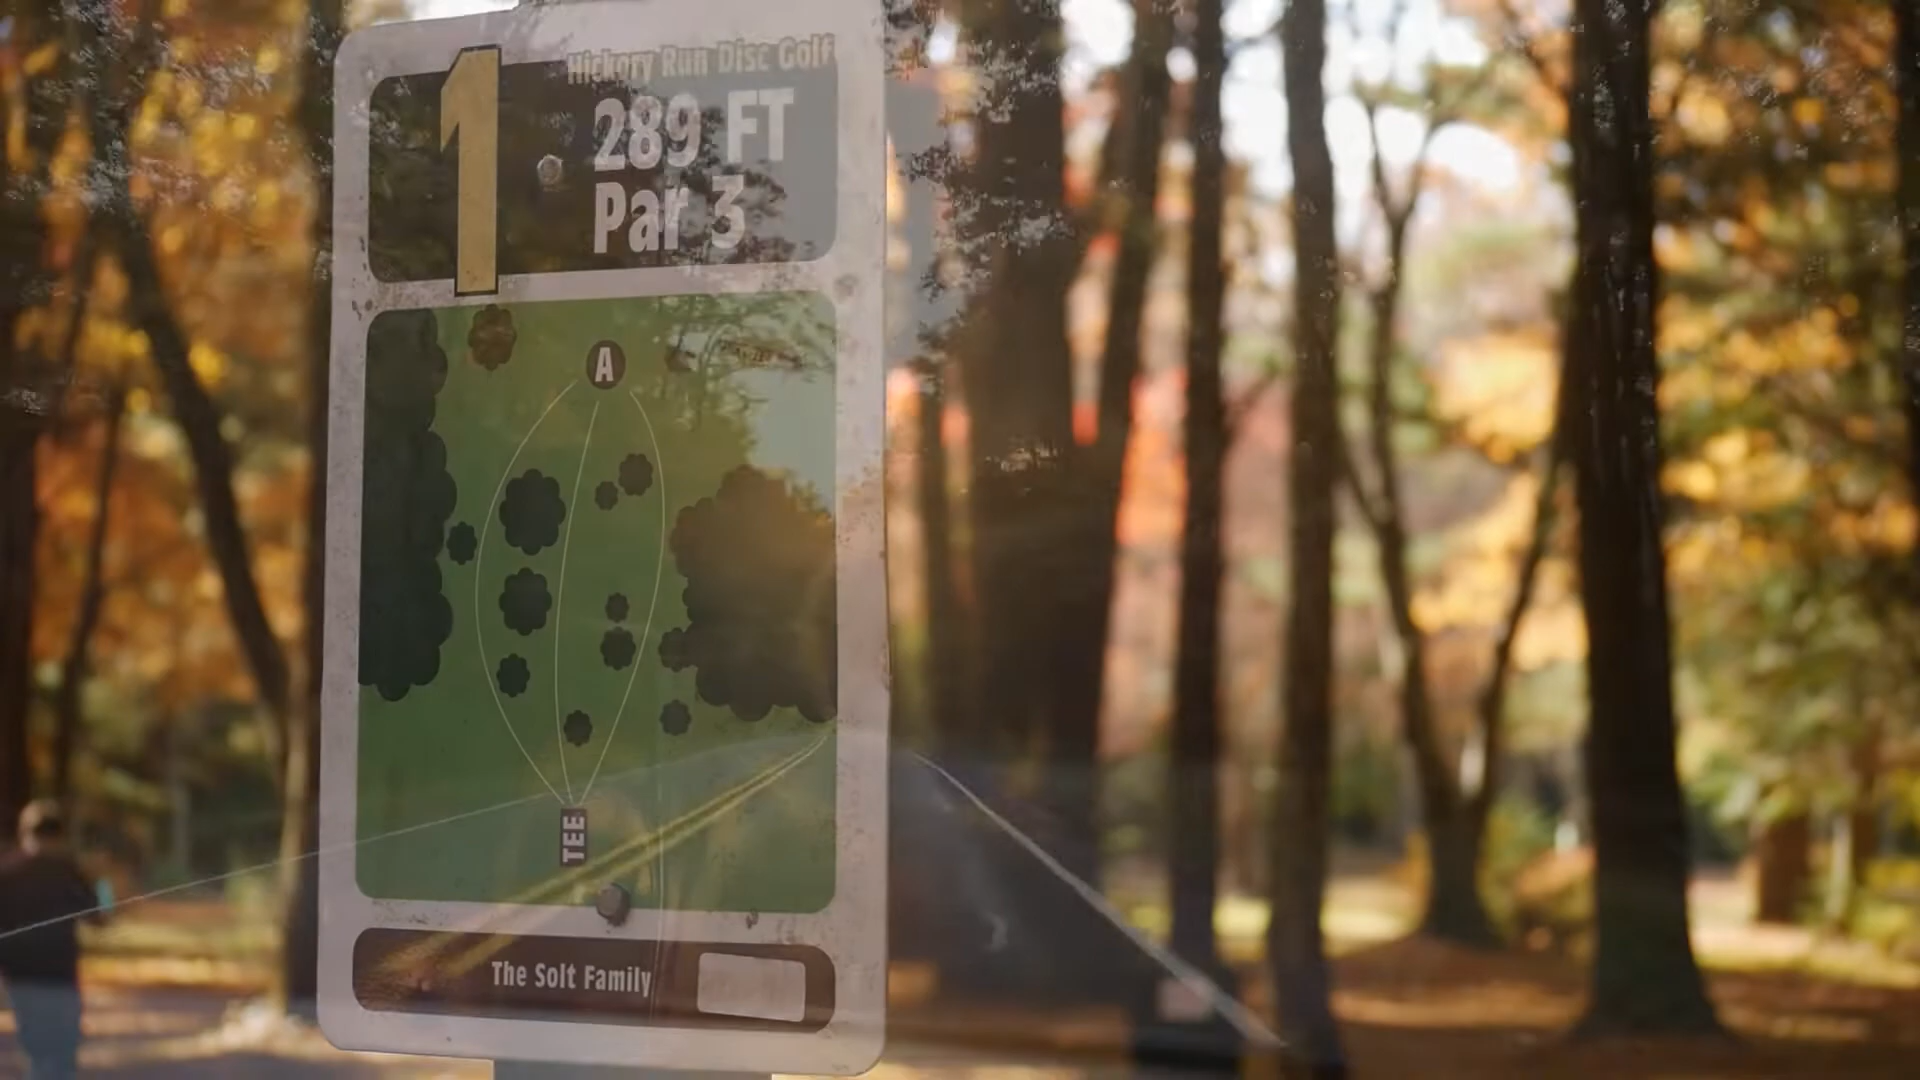 1
Hickory Run Disc Golf
289 FT
Par 3
A
TEE
The Solt Family